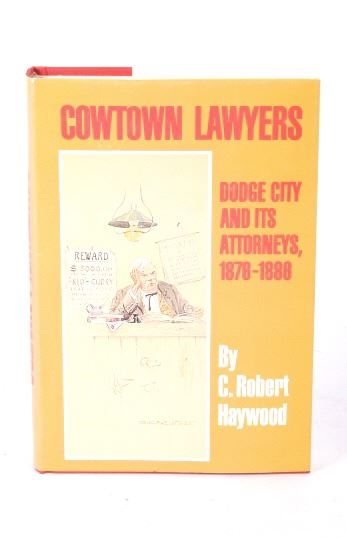 COWTOWN LAWYERS
DODGE CITY
AND ITS
ATTORNEYS,
1876-1886
By
C. Robert
Haywood
REWARD